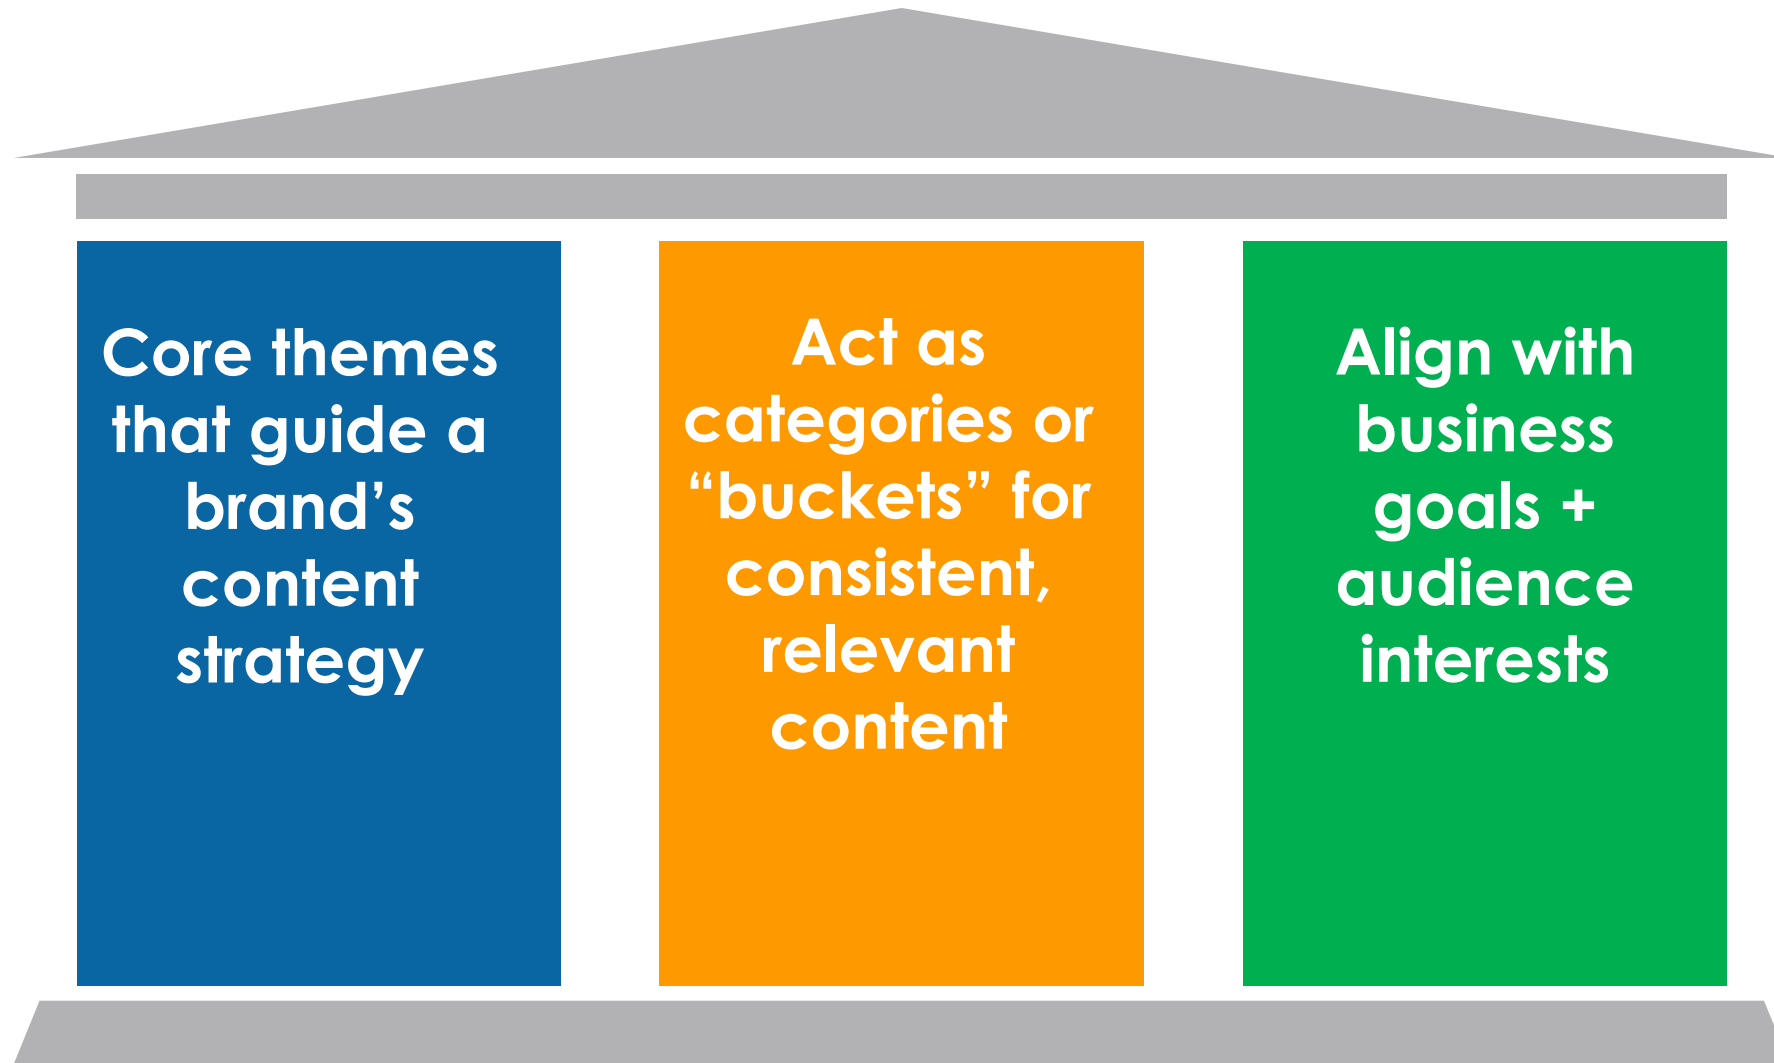 Core themes
that guide a
brand’s
content
strategy
Act as
categories or
“buckets” for
consistent,
relevant
content
Align with
business
goals +
audience
interests